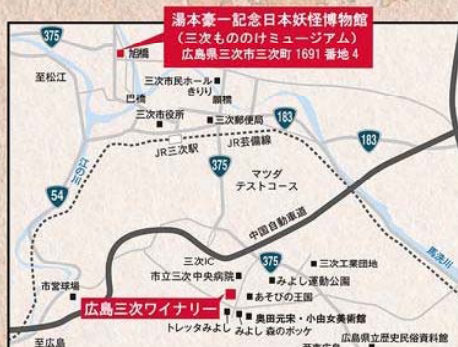 湯本豪一記念日本妖怪博物館
（三次もののけミュージアム）
広島県三次市三次町 1691 番地 4
375
旭橋
至松江
三次市民ホール
きりり
巴橋
願橋
三次市役所
三次郵便局
183
JR三次駅
JR芸備線
183
江の川
375
マツダ
テストコース
54
中国自動車道
馬洗川
三次IC
375
三次工業団地
市立三次中央病院
みよし運動公園
市営球場
あそびの王国
広島三次ワイナリー
奥田元宋・小由女美術館
トレッタみよし
みよし 森のポッケ
至広島
広島県立歴史民俗資料館